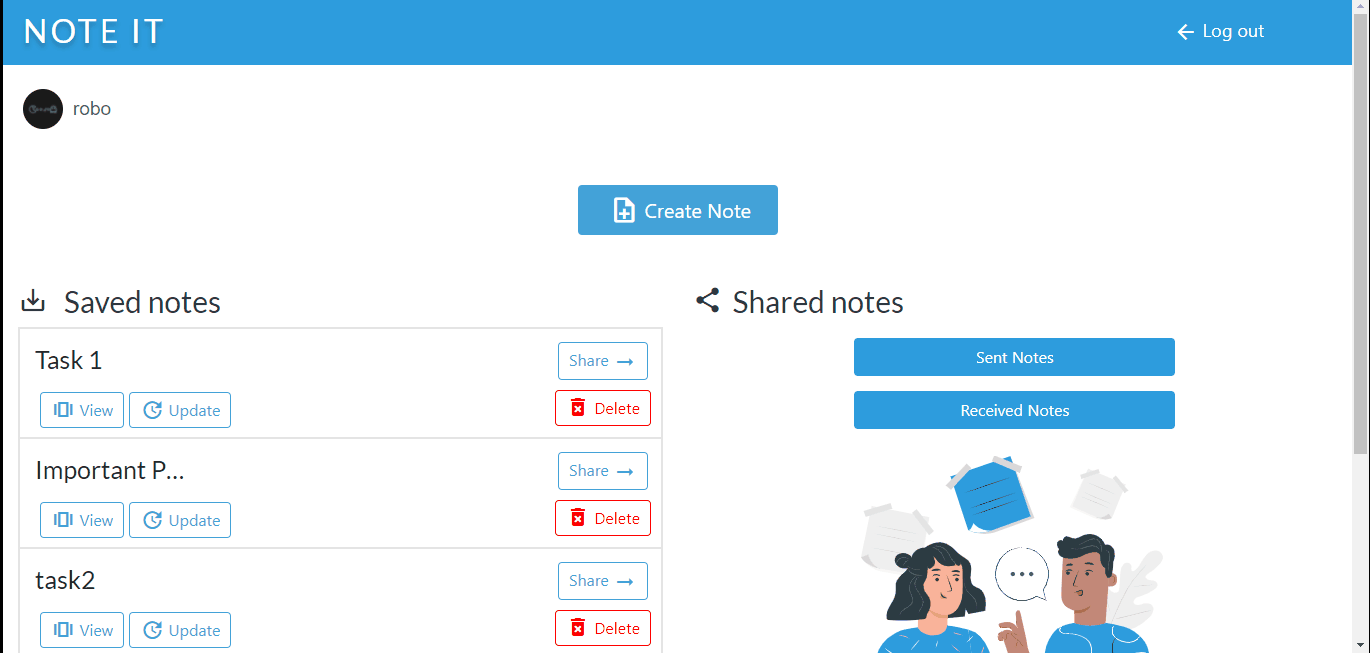 NOTE IT
Log out
robo
Create Note
Saved notes
Task 1
Share
View
Update
Delete
Important P...
Share
View
Update
Delete
task2
Share
View
Update
Delete
Shared notes
Sent Notes
Received Notes